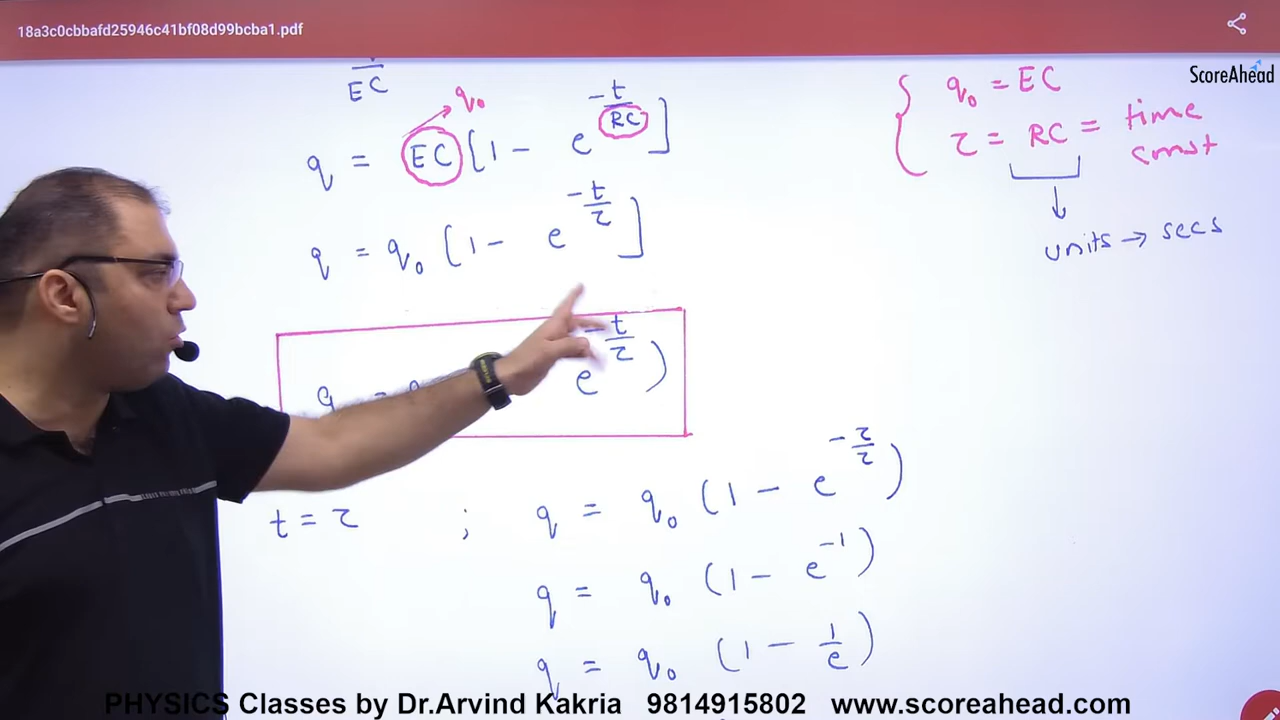 18a3c0cbbafd25946c41bf08d99bcba1.pdf
ScoreAhead
EC
q₀
q = EC [1 - e^(-t/RC)]
q = q₀ [1 - e^(-t/τ)]
q = e^(-t/τ))
t = τ ; q = q₀ (1 - e^(-τ/τ))
q = q₀ (1 - e^(-1))
q = q₀ (1 - 1/e)
q₀ = EC
τ = RC = time const
units → secs
PHYSICS Classes by Dr.Arvind Kakria 9814915802 www.scoreahead.com